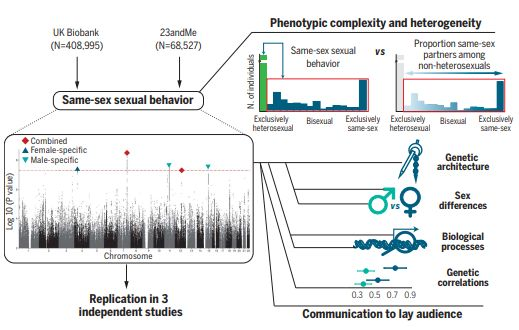 Phenotypic complexity and heterogeneity
UK Biobank
(N=408,995)
23andMe
(N=68,527)
Same-sex sexual behavior
N. of individuals
Same-sex sexual
behavior
vs
Proportion same-sex
partners among
non-heterosexuals
Exclusively
heterosexual
Bisexual
Exclusively
same-sex
Exclusively
heterosexual
Bisexual
Exclusively
same-sex
Combined
Female-specific
Male-specific
Log 10 (P value)
Chromosome
Replication in 3
independent studies
Genetic
architecture
vs
Sex
differences
Biological
processes
Genetic
correlations
0.3 0.5 0.7 0.9
Communication to lay audience